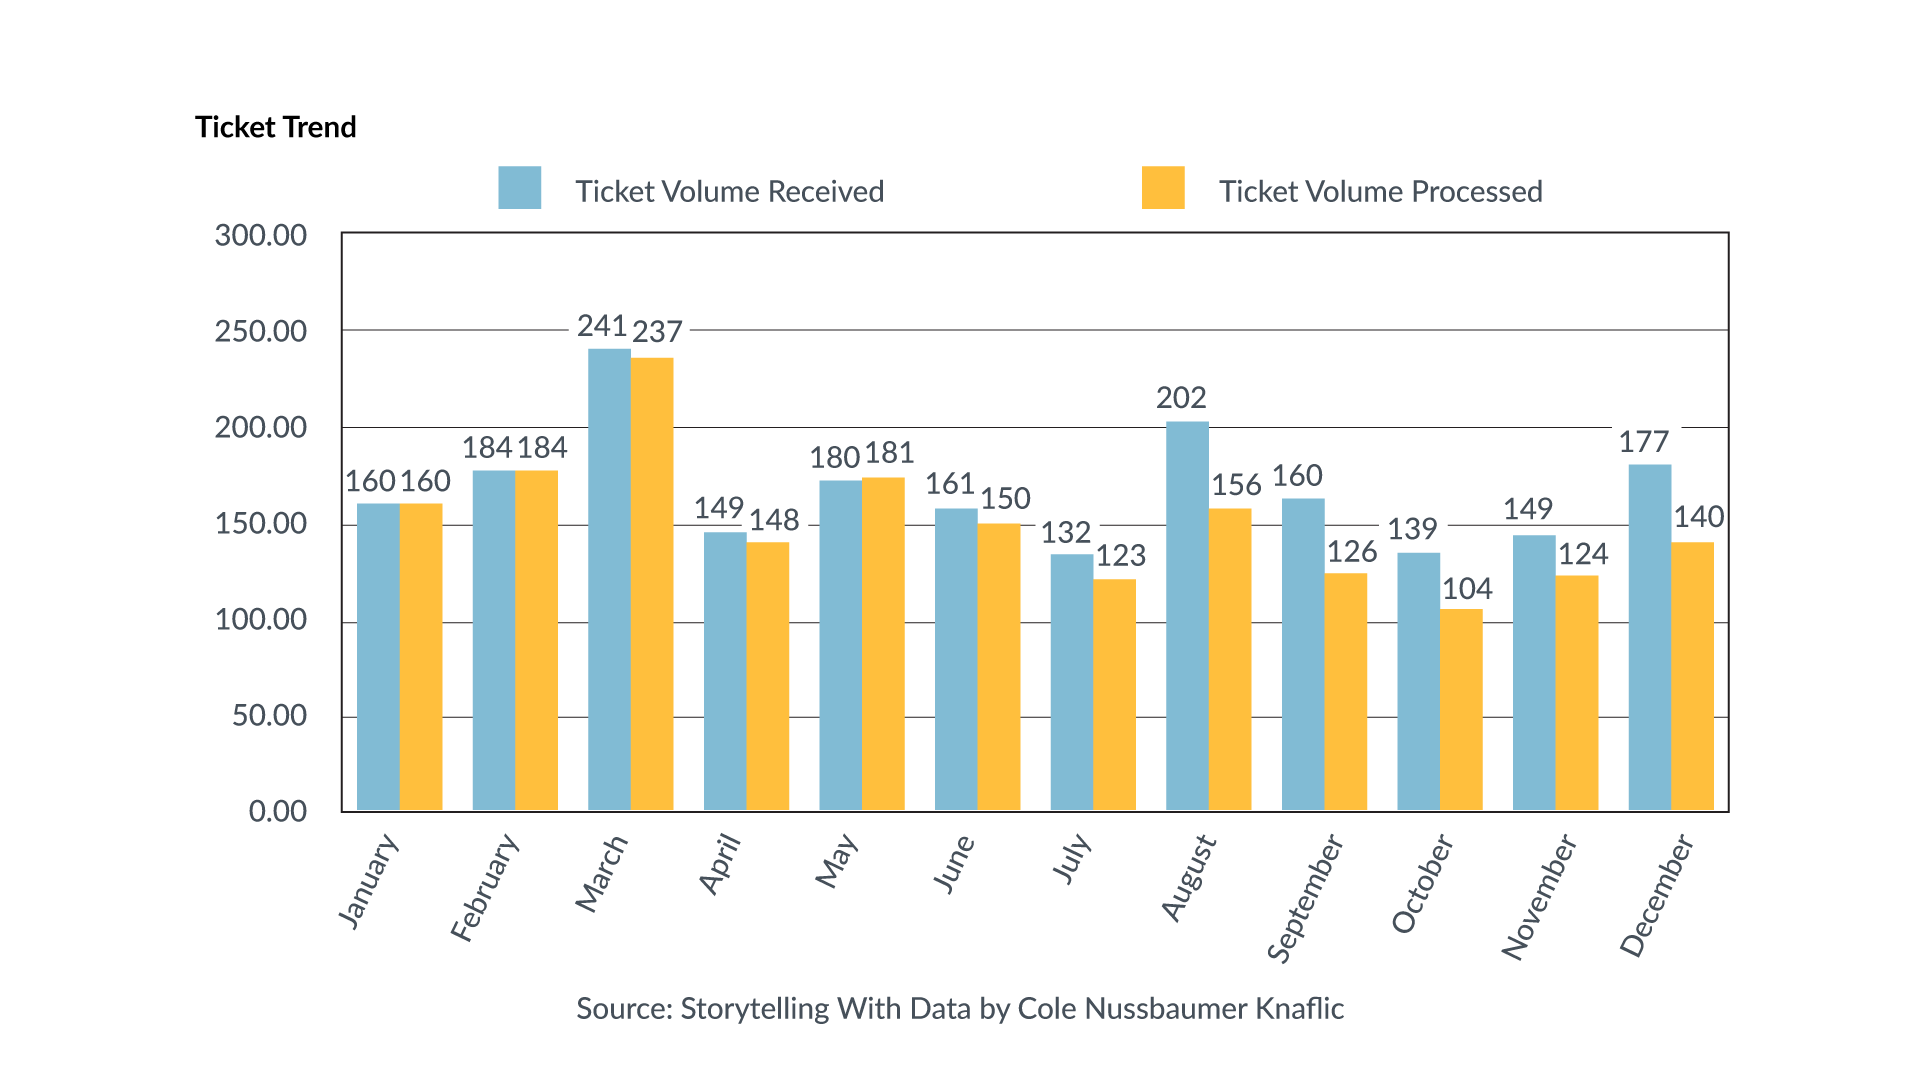 Ticket Trend
Ticket Volume Received
Ticket Volume Processed
300.00
250.00
200.00
150.00
100.00
50.00
0.00
160 160
184 184
241 237
149 148
180 181
161 150
132 123
202 156
160 126
139 104
149 124
177 140
January
February
March
April
May
June
July
August
September
October
November
December
Source: Storytelling With Data by Cole Nussbaumer Knaflic